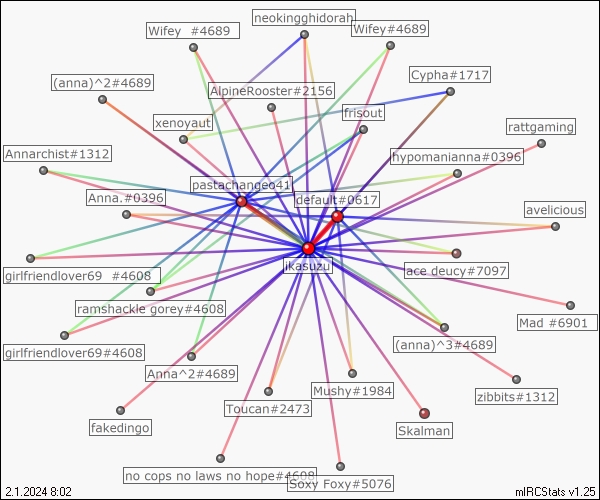 neokingghidorah
Wifey #4689
Wifey#4689
Cypha#1717
(anna)^2#4689
AlpineRooster#2156
frisout
xenoyaut
rattgaming
Annarchist#1312
hypomanianna#0396
pastachangeo41
default#0617
Anna.#0396
avelicious
jkasuzu
girlfriendlover69 #4608
ace deucy#7097
ramshackle gorey#4608
Mad #6901
(anna)^3#4689
girlfriendlover69#4608
Anna^2#4689
Mushy#1984
zibbits#1312
Toucan#2473
fakedingo
Skalman
no cops no laws no hope#4608
Soxy Foxy#5076
2.1.2024 8:02
mIRCStats v1.25